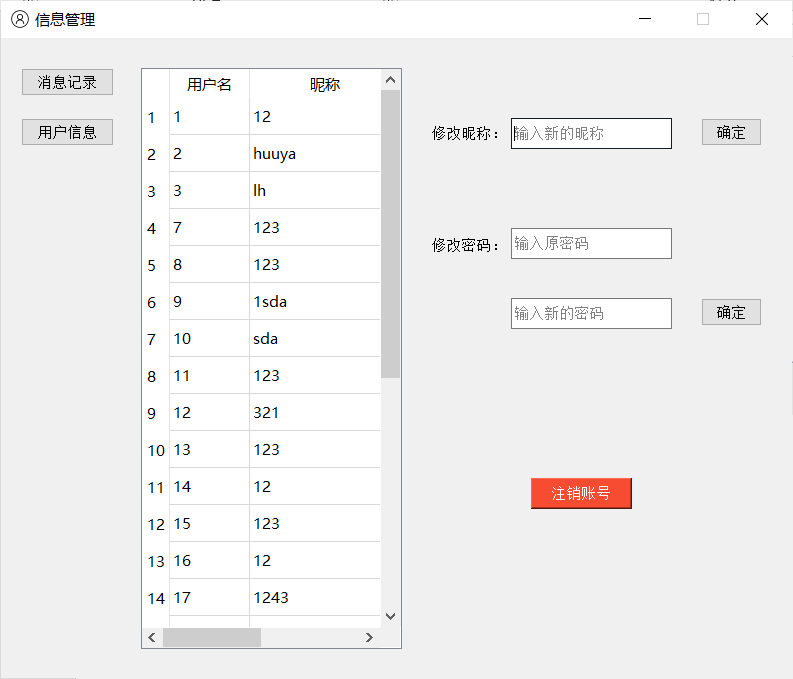 信息管理
消息记录
用户信息
用户名 昵称
1 1 12
2 2 huuya
3 3 lh
4 7 123
5 8 123
6 9 1sda
7 10 sda
8 11 123
9 12 321
10 13 123
11 14 12
12 15 123
13 16 12
14 17 1243
修改昵称： 输入新的昵称 确定
修改密码： 输入原密码
输入新的密码 确定
注销账号